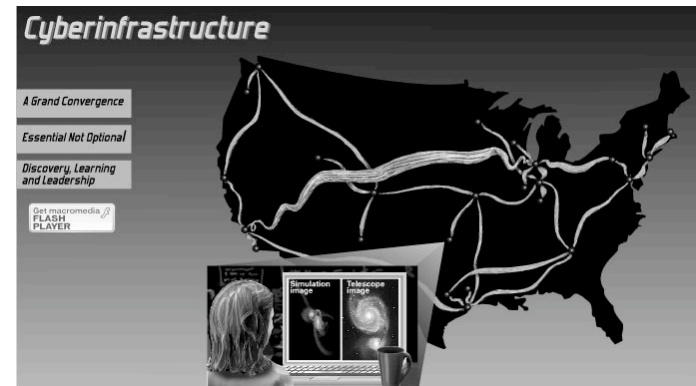 Cyberinfrastructure
A Grand Convergence
Essential Not Optional
Discovery, Learning
and Leadership
Get macromedia
FLASH
PLAYER
Simulation
image
Telescope
image